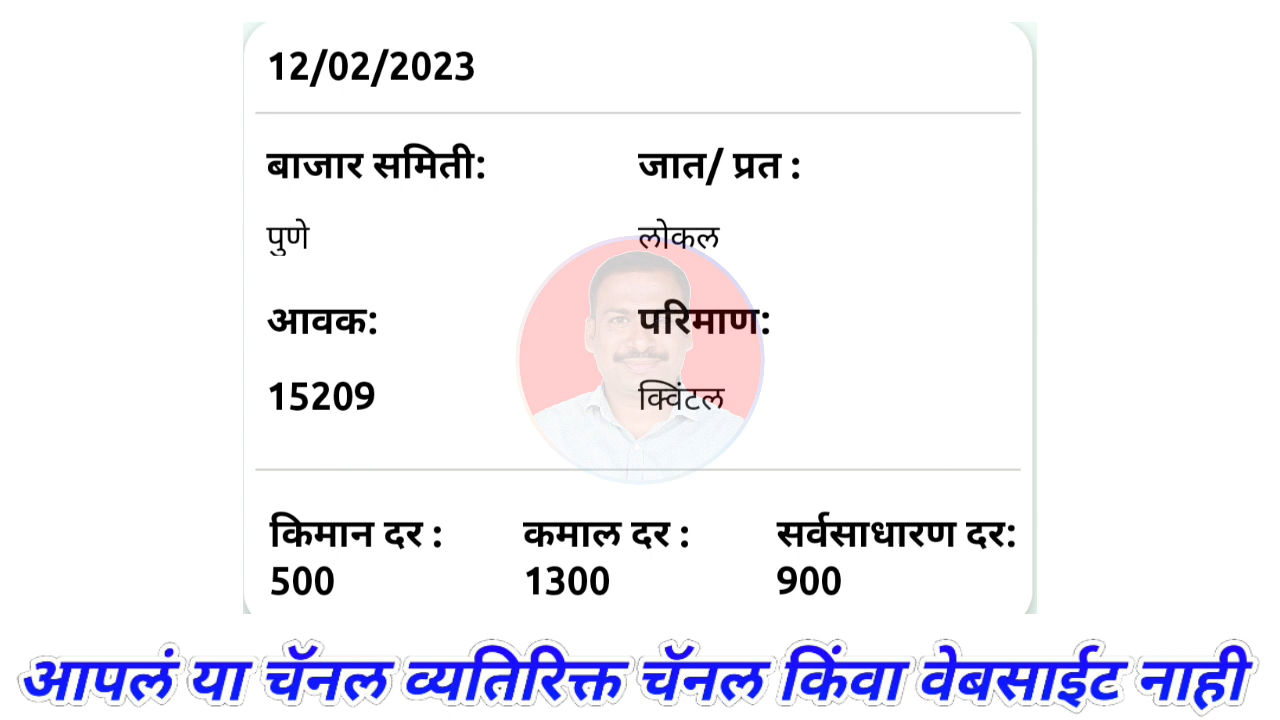 12/02/2023
बाजार समिती: जात/ प्रत :
पुणे लोकल
आवक: परिमाण:
15209 क्विंटल
किमान दर : कमाल दर : सर्वसाधारण दर:
500 1300 900
आपलं या चॅनल व्यतिरिक्त चॅनल किंवा वेबसाईट नाही